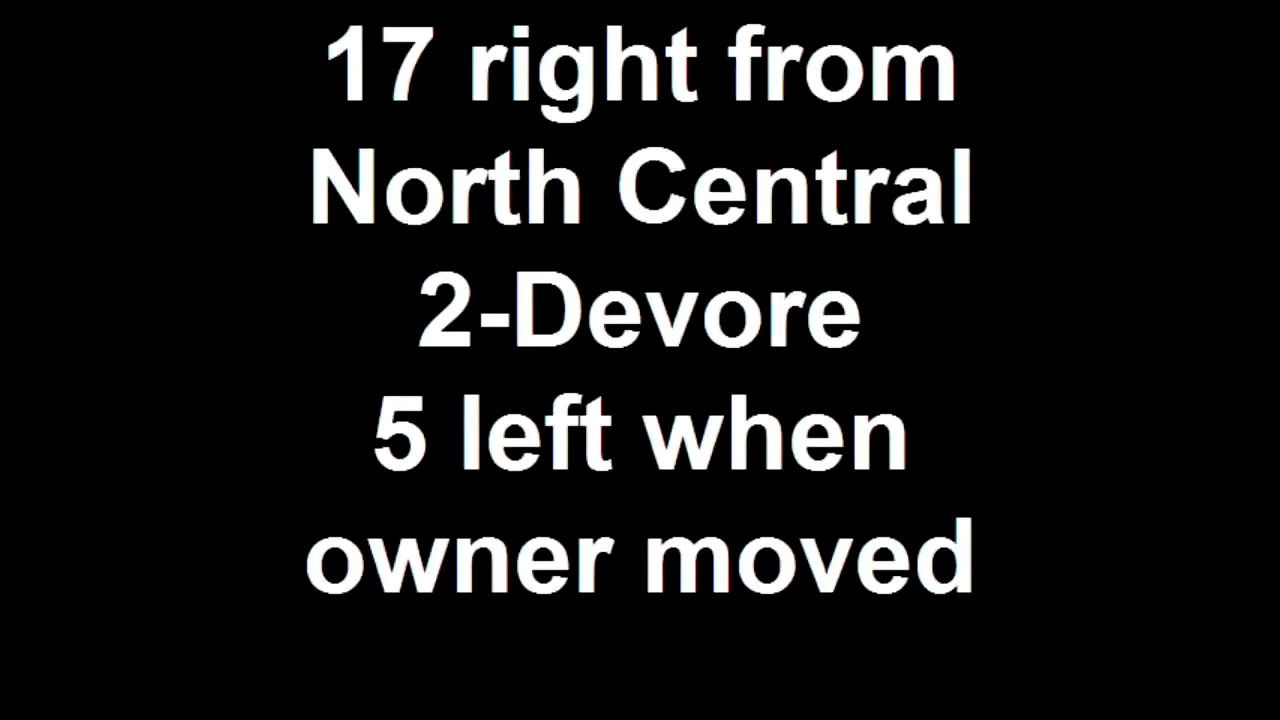 17 right from
North Central
2-Devore
5 left when
owner moved